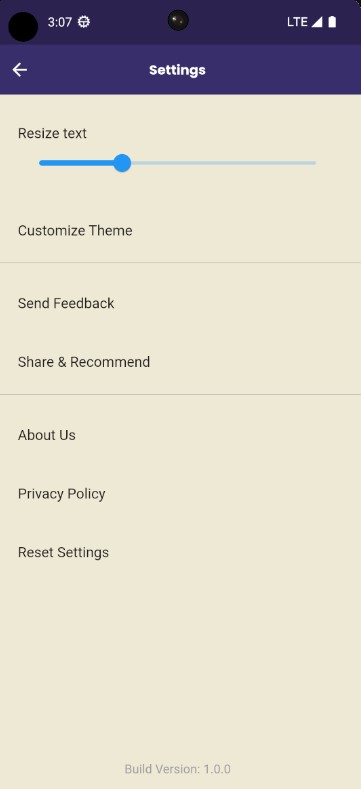 3:07
LTE
Settings
Resize text
Customize Theme
Send Feedback
Share & Recommend
About Us
Privacy Policy
Reset Settings
Build Version: 1.0.0